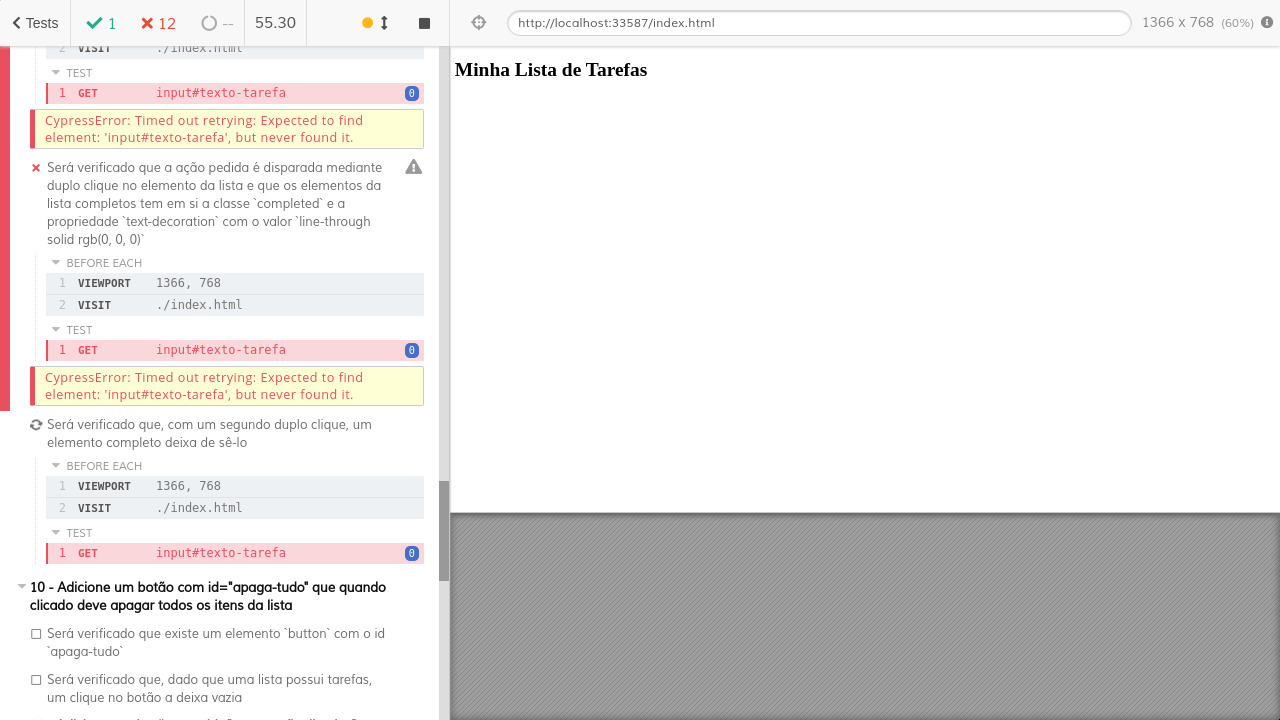 Tests 1 12 -- 55.30 http://localhost:33587/index.html 1366 x 768 (60%)
2 VISIT ./index.html
TEST
1 GET input#texto-tarefa 0
CypressError: Timed out retrying: Expected to find
element: 'input#texto-tarefa', but never found it.
Será verificado que a ação pedida é disparada mediante
duplo clique no elemento da lista e que os elementos da
lista completos tem em si a classe `completed` e a
propriedade `text-decoration` com o valor `line-through
solid rgb(0, 0, 0)`
BEFORE EACH
1 VIEWPORT 1366, 768
2 VISIT ./index.html
TEST
1 GET input#texto-tarefa 0
CypressError: Timed out retrying: Expected to find
element: 'input#texto-tarefa', but never found it.
Será verificado que, com um segundo duplo clique, um
elemento completo deixa de sê-lo
BEFORE EACH
1 VIEWPORT 1366, 768
2 VISIT ./index.html
TEST
1 GET input#texto-tarefa 0
10 - Adicione um botão com id="apaga-tudo" que quando
clicado deve apagar todos os itens da lista
Será verificado que existe um elemento `button` com o id
`apaga-tudo`
Será verificado que, dado que uma lista possui tarefas,
um clique no botão a deixa vazia
Minha Lista de Tarefas